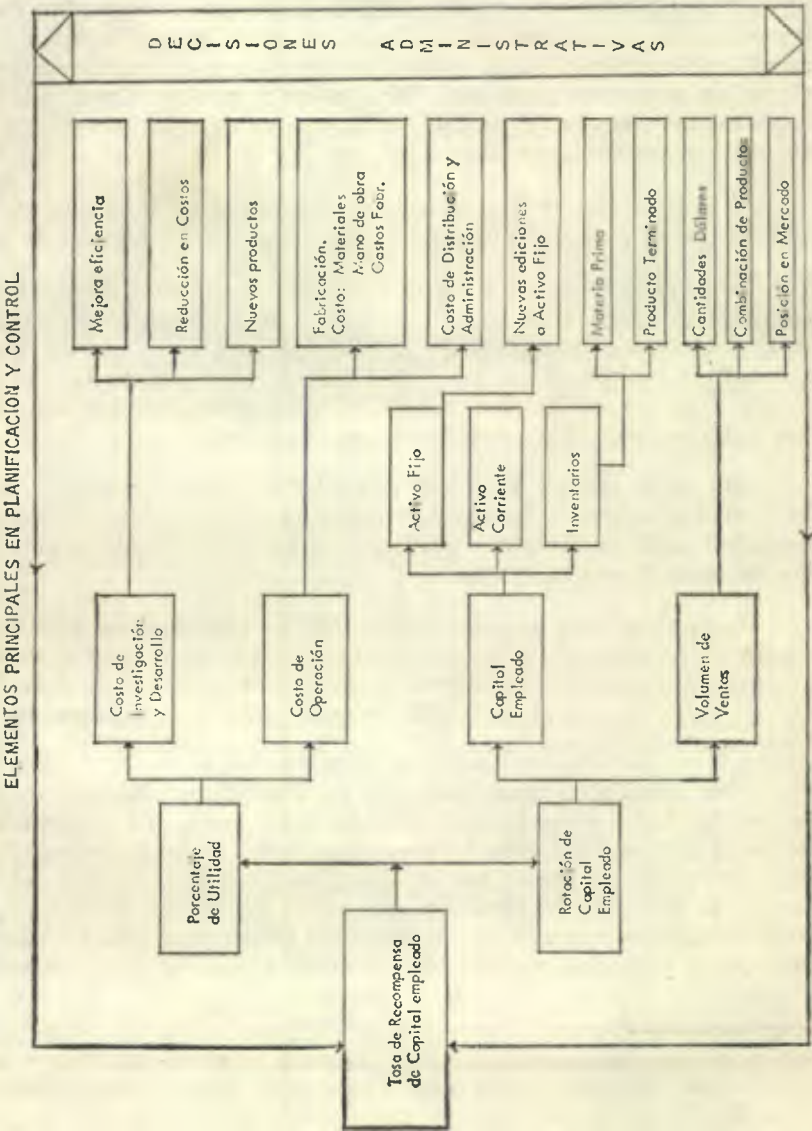 ELEMENTOS PRINCIPALES EN PLANIFICACION Y CONTROL
Tasa de Recompensa
de Capital empleado
Porcentaje
de Utilidad
Rotación de
Capital
Empleado
Costo de
Investigación
y Desarrollo
Costo de
Operación
Capital
Empleado
Volumen de
Ventas
Activo Fijo
Activo
Corriente
Inventarios
Mejora eficiencia
Reducción en Costos
Nuevos productos
Fabricación.
Costo: Materiales
Mano de obra
Gastos Fabr.
Costo de Distribución y
Administración
Nuevas ediciones
a Activo Fijo
Materia Prima
Producto Terminado
Cantidades Dólares
Combinación de Productos
Posición en Mercado
DECISIONES ADMINISTRATIVAS